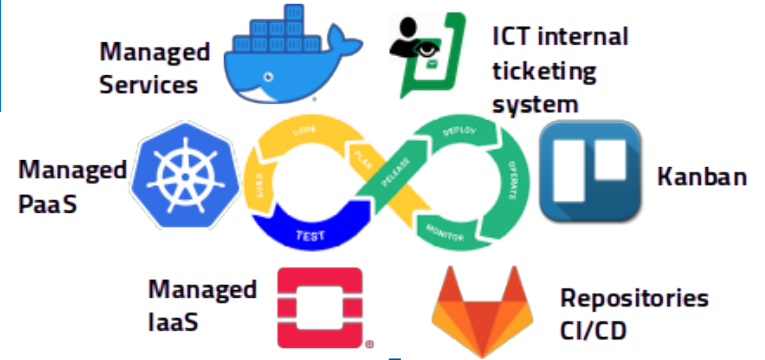 Managed
Services
ICT internal
ticketing
system
Managed
PaaS
CODE
BUILD
PLAN
TEST
RELEASE
DEPLOY
OPERATE
MONITOR
Kanban
Managed
IaaS
®
Repositories
CI/CD